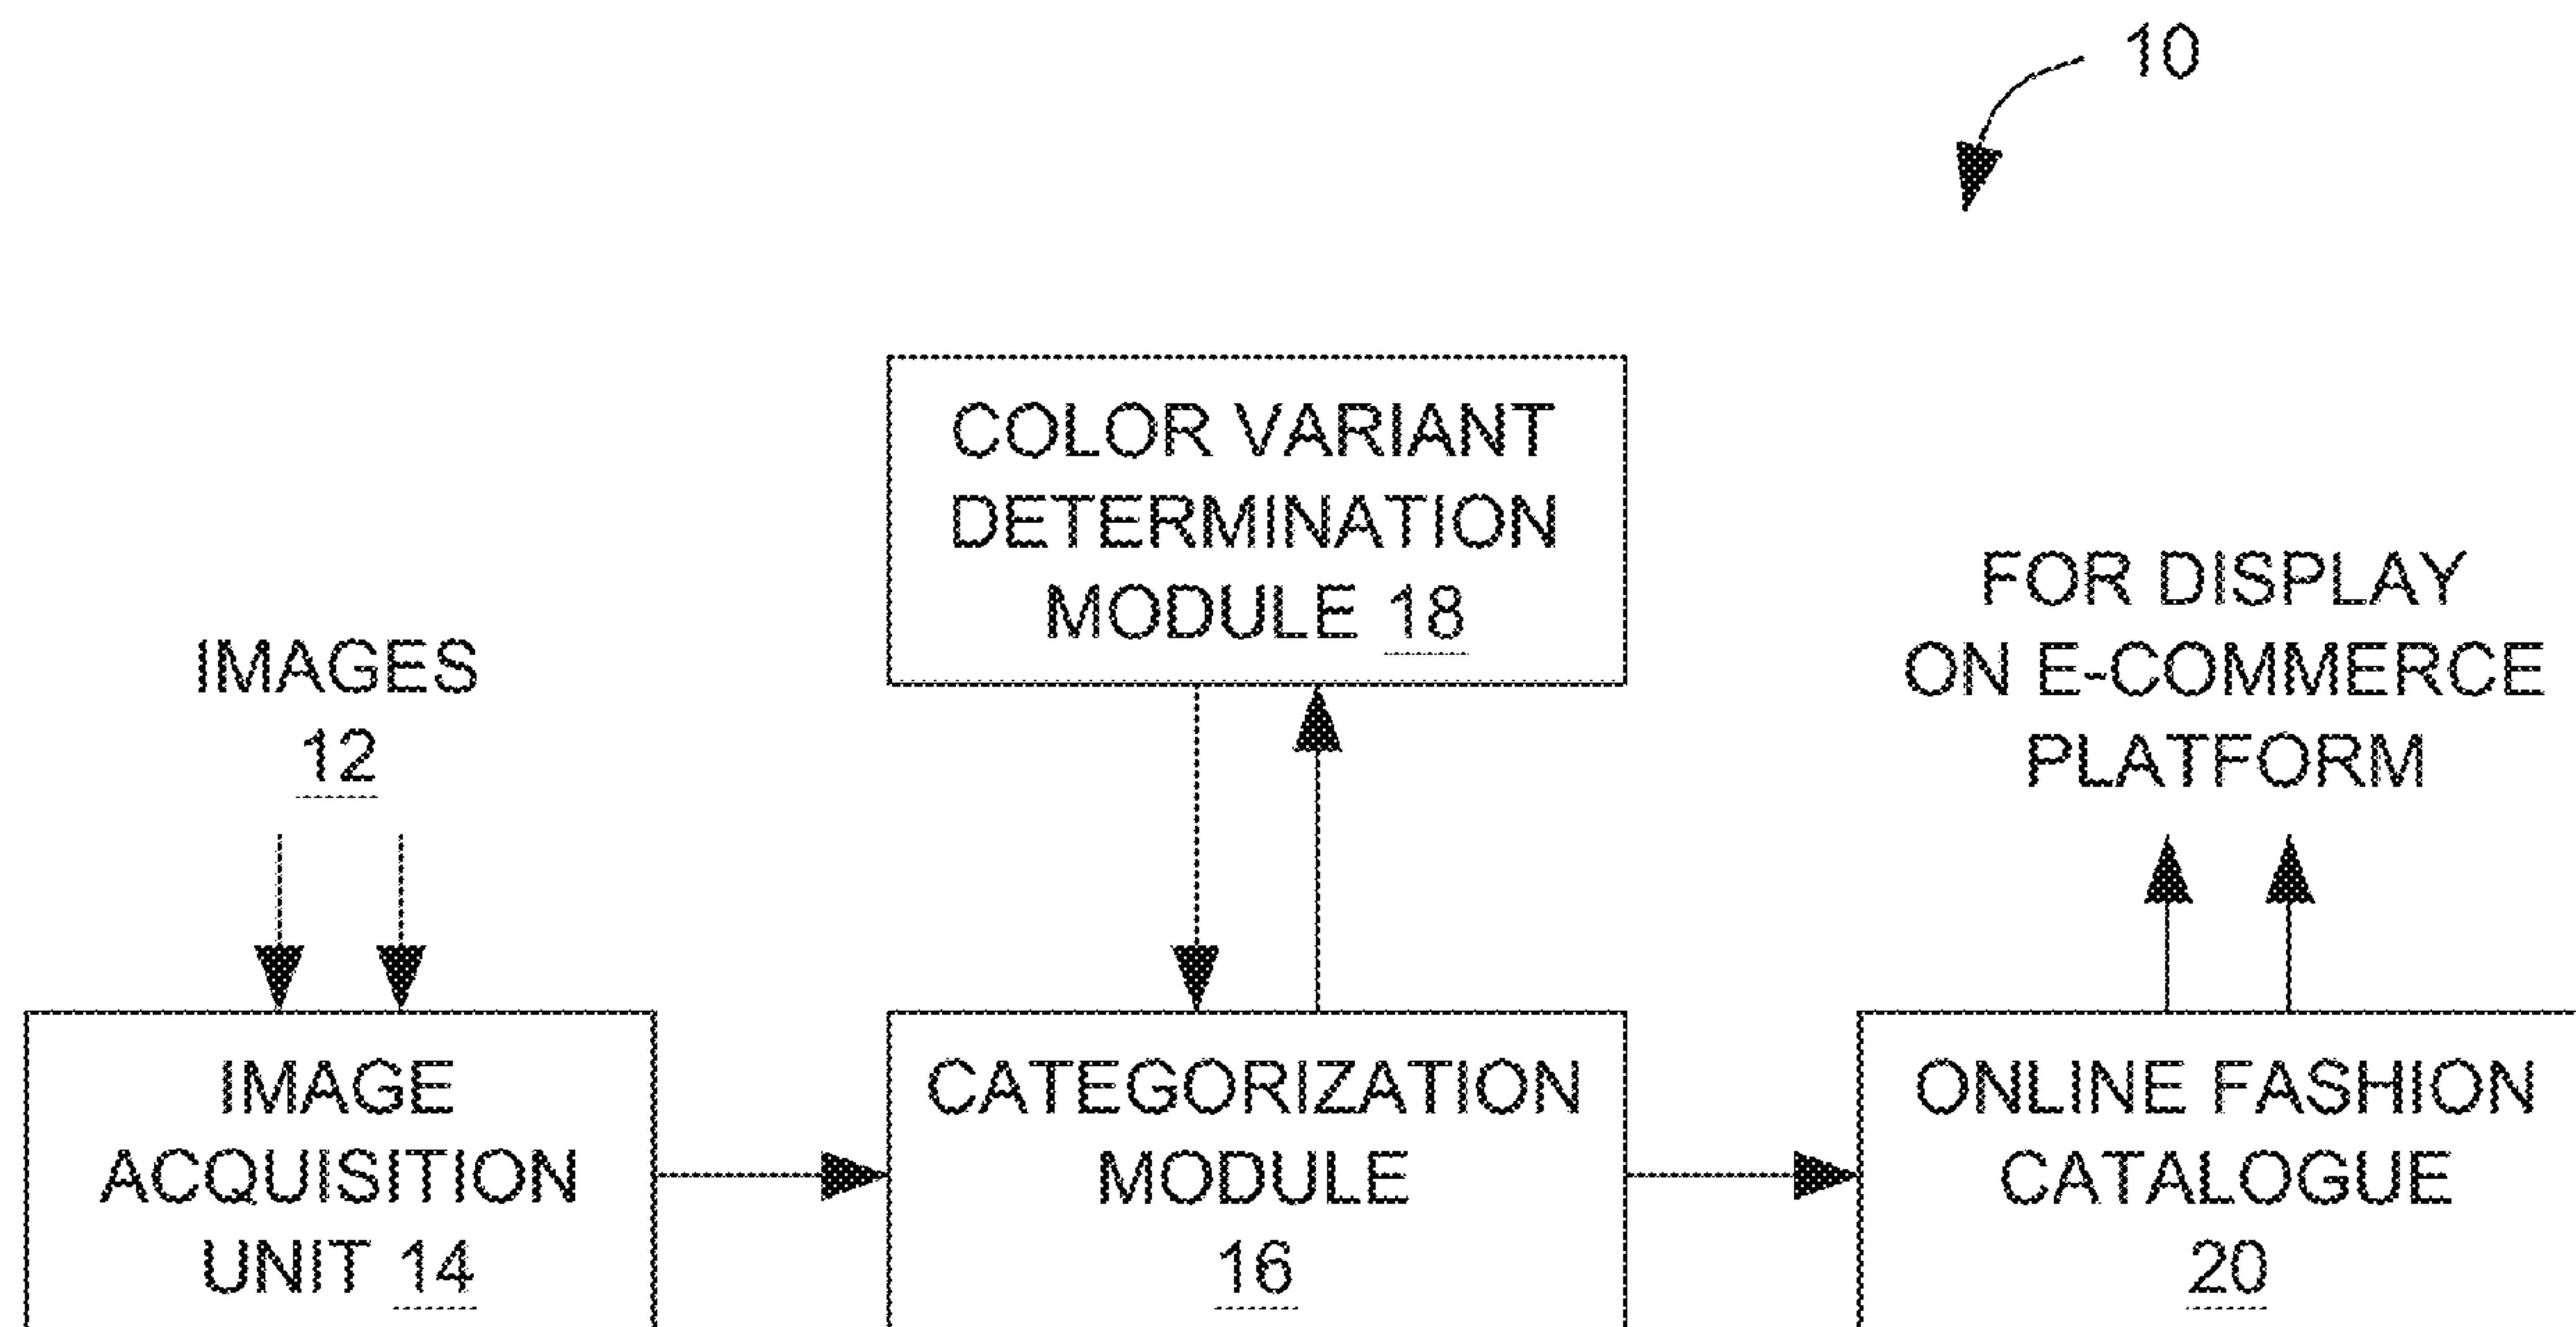 10
COLOR VARIANT
DETERMINATION
MODULE 18
IMAGES
12
FOR DISPLAY
ON E-COMMERCE
PLATFORM
IMAGE
ACQUISITION
UNIT 14
CATEGORIZATION
MODULE
16
ONLINE FASHION
CATALOGUE
20